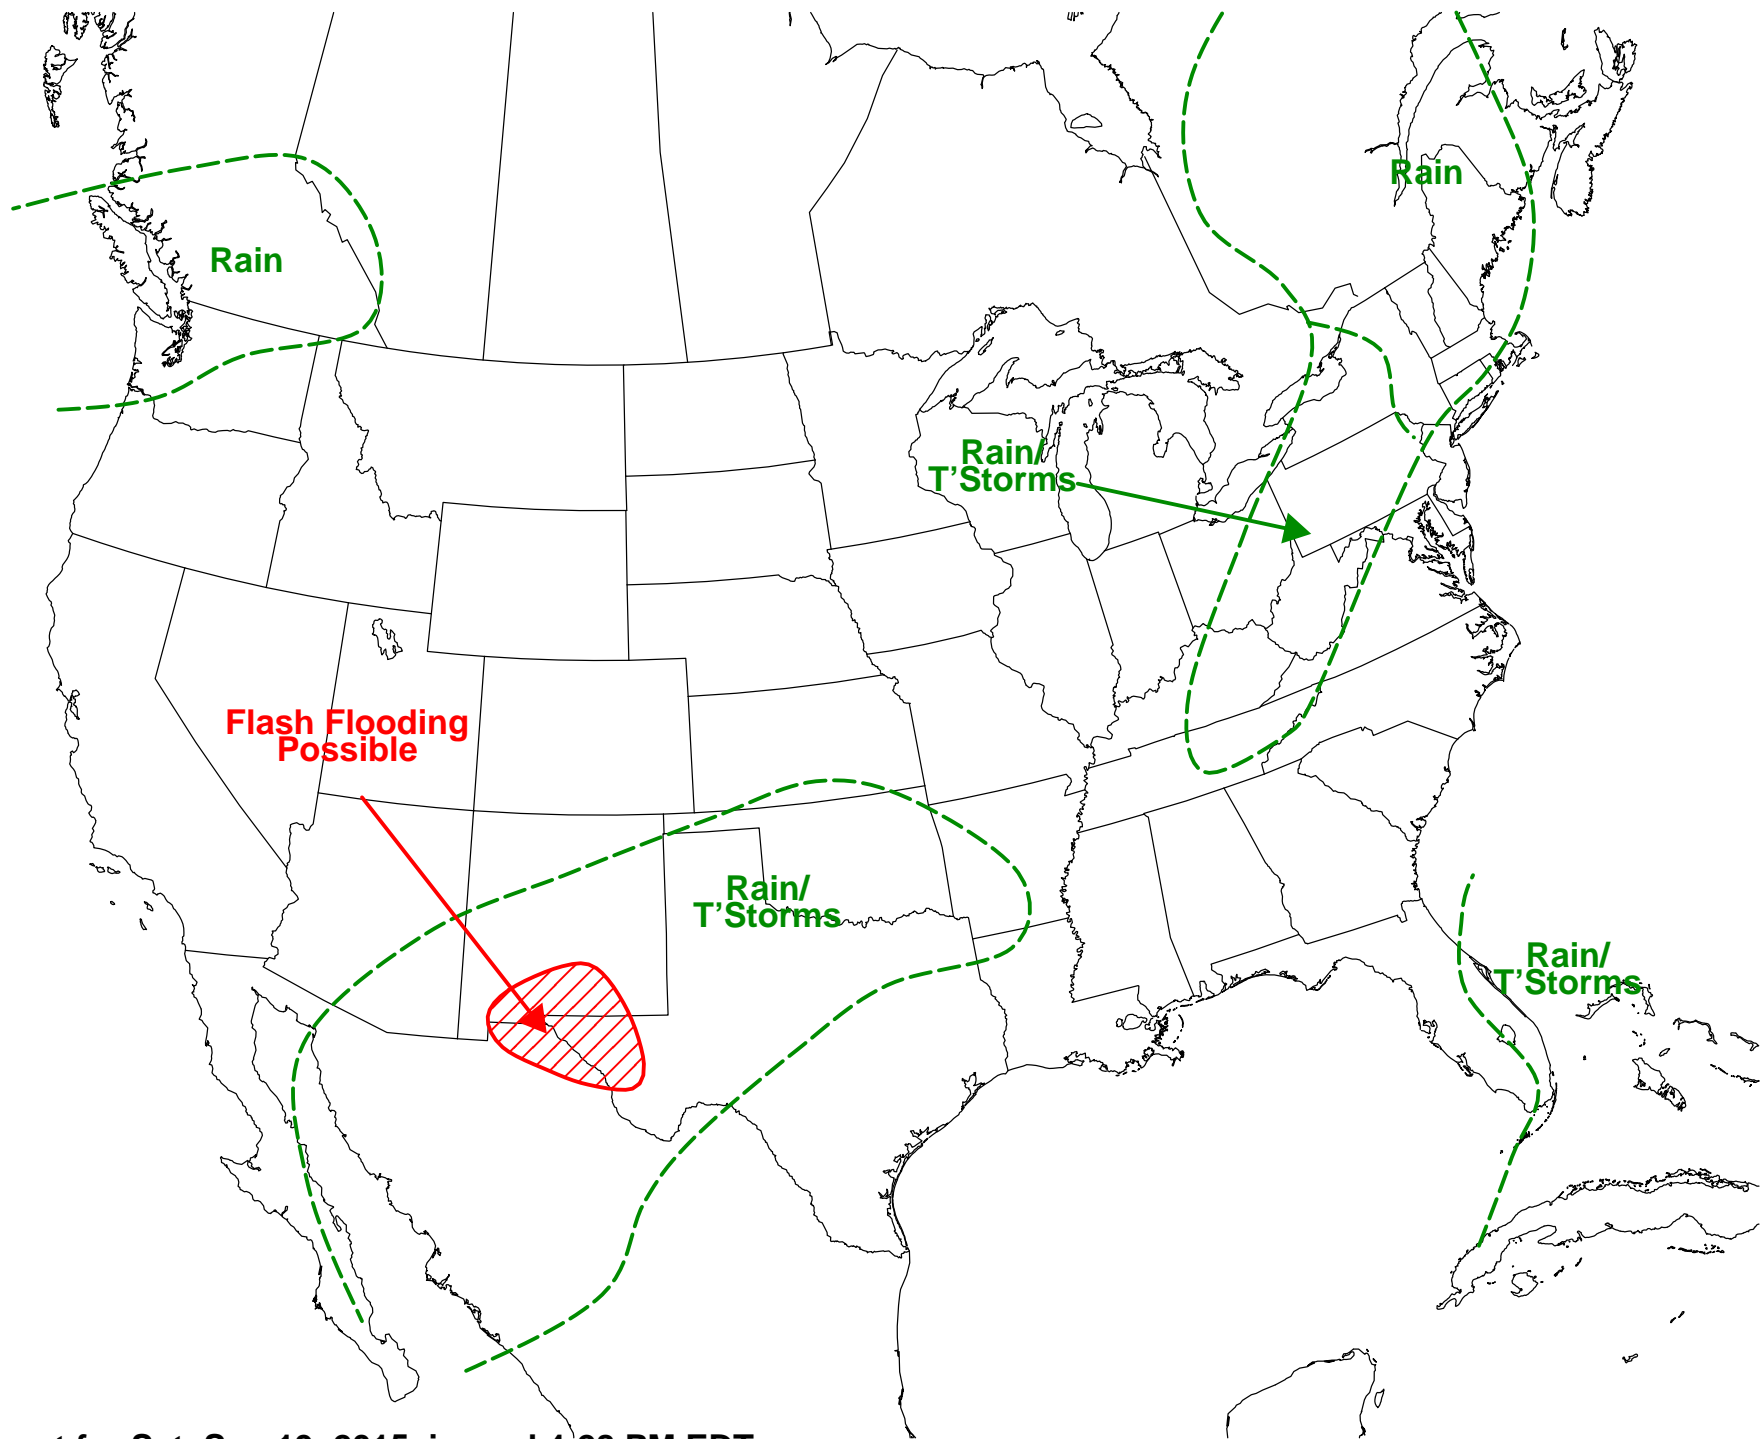 Rain
Rain
Rain/
T’Storms
Flash Flooding
Possible
Rain/
T’Storms
Rain/
T’Storms